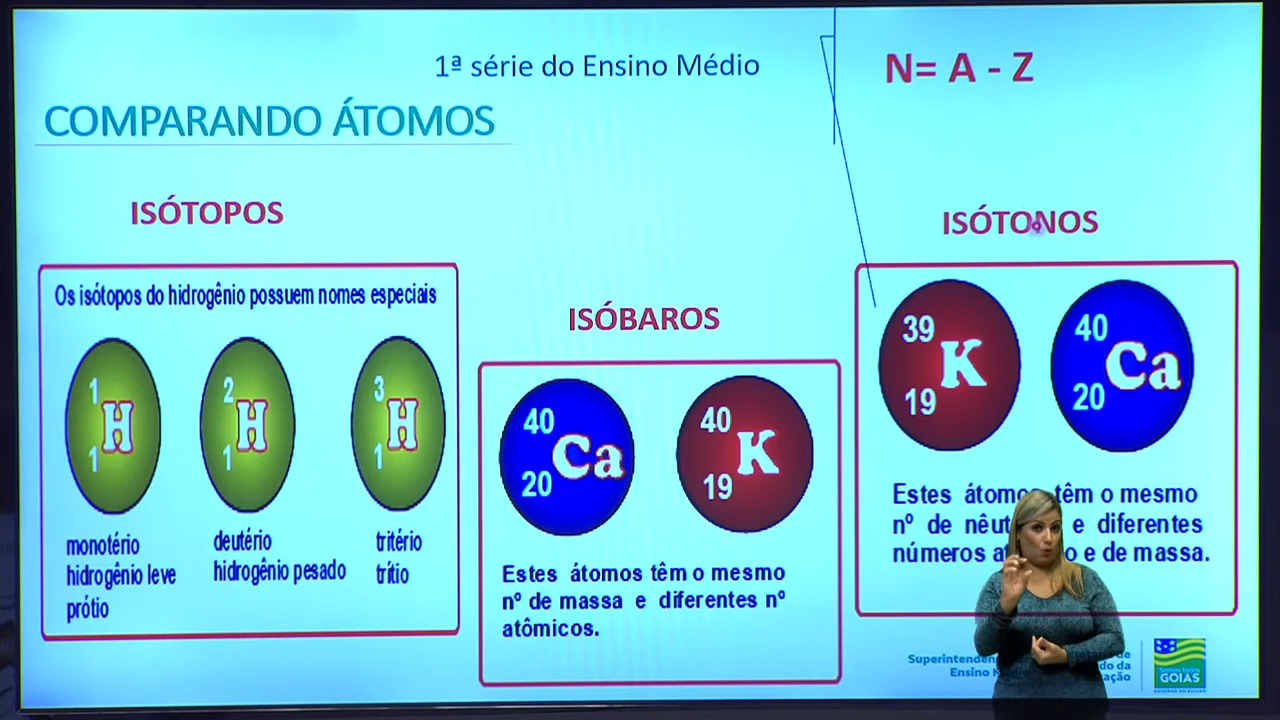 1ª série do Ensino Médio
N= A - Z
COMPARANDO ÁTOMOS
ISÓTOPOS
Os isótopos do hidrogênio possuem nomes especiais
1
H
1
2
H
1
3
H
1
monotério
hidrogênio leve
prótio
deutério
hidrogênio pesado
tritério
trítio
ISÓBAROS
40
Ca
20
40
K
19
Estes átomos têm o mesmo
nº de massa e diferentes nº
atômicos.
ISÓTONOS
39
K
19
40
Ca
20
Estes átomos têm o mesmo
nº de e diferentes
números e de massa.
Ensino
GOIÁS